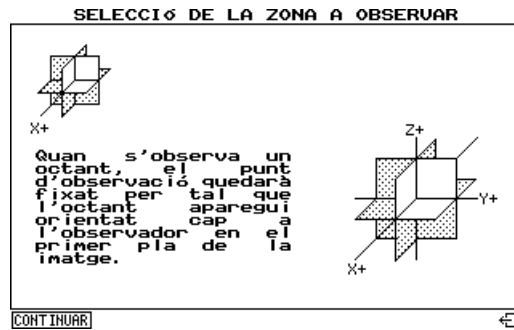 SELECCIó DE LA ZONA A OBSERVAR
X+
Quan s'observa un
octant, el punt
d'observació quedarà
fixat per tal que
l'octant aparegui
orientat cap a
l'observador en el
primer pla de la
imatge.
Z+
Y+
X+
CONTINUAR